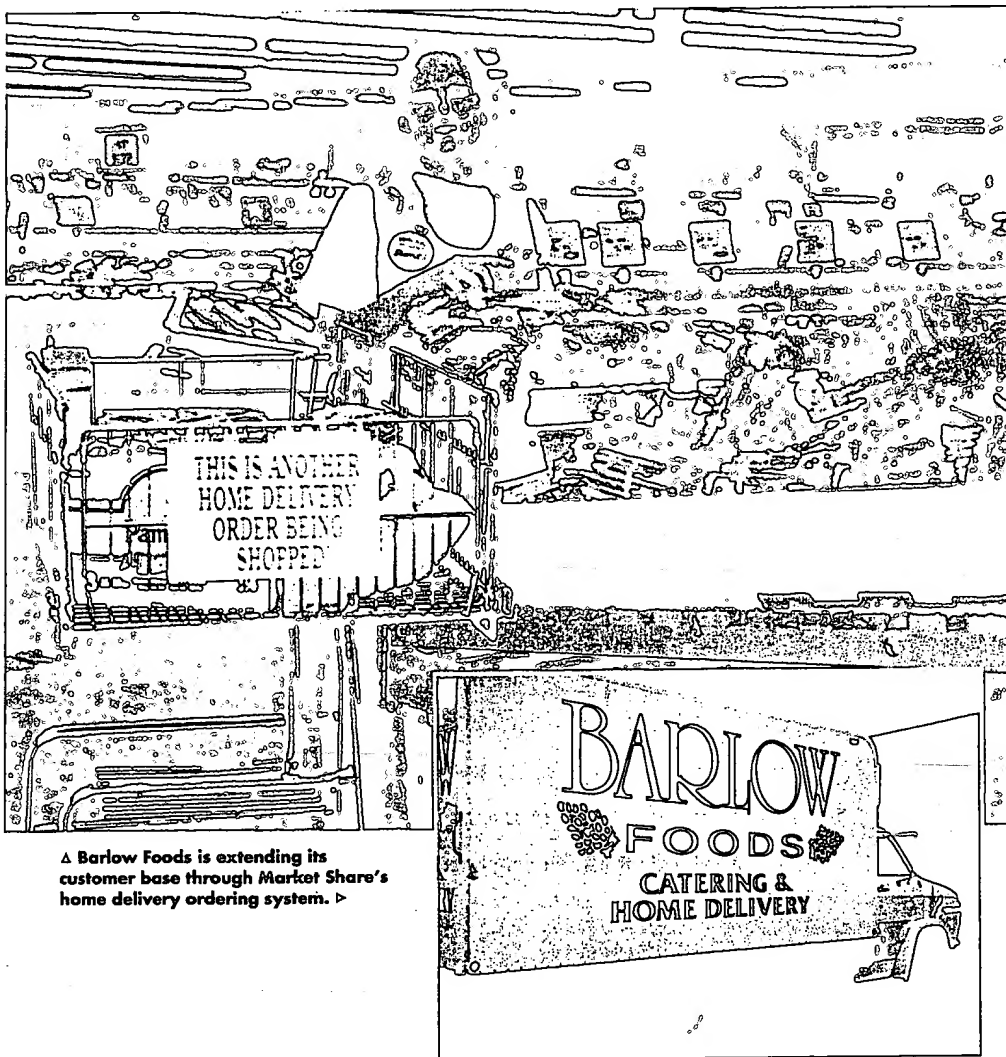 THIS IS ANOTHER
HOME DELIVERY
ORDER BEING
SHOPPED
Pam
BARLOW
FOODS
CATERING &
HOME DELIVERY
Δ Barlow Foods is extending its
customer base through Market Share's
home delivery ordering system. ▷